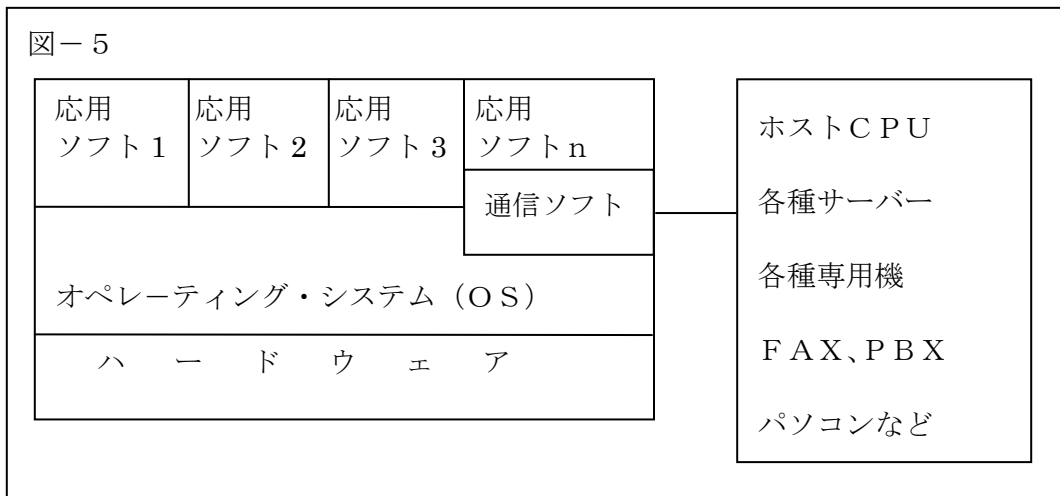 図－５
応用
ソフト 1
応用
ソフト 2
応用
ソフト 3
応用
ソフトｎ
通信ソフト
オペレ－ティング・システム（ＯＳ）
ハ ー ド ウ ェ ア
ホストＣＰＵ
各種サーバー
各種専用機
ＦＡＸ、ＰＢＸ
パソコンなど